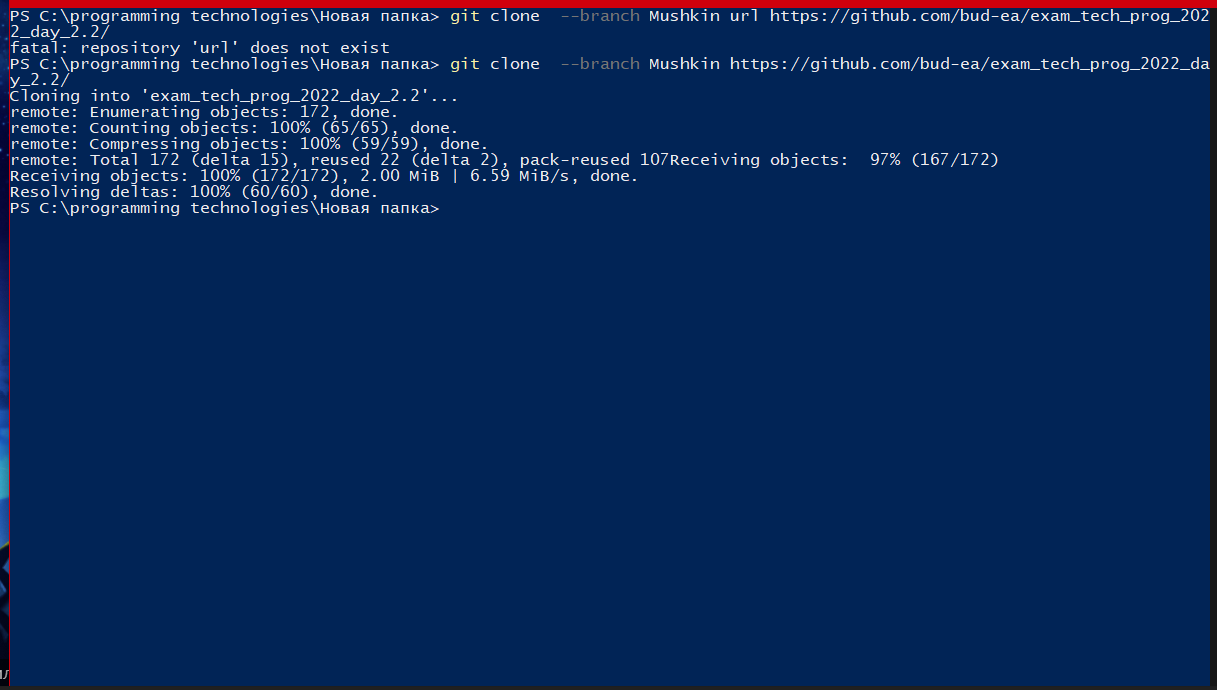 PS C:\programming technologies\Новая папка> git clone  --branch Mushkin url https://github.com/bud-ea/exam_tech_prog_202
2_day_2.2/
fatal: repository 'url' does not exist
PS C:\programming technologies\Новая папка> git clone  --branch Mushkin https://github.com/bud-ea/exam_tech_prog_2022_da
y_2.2/
Cloning into 'exam_tech_prog_2022_day_2.2'...
remote: Enumerating objects: 172, done.
remote: Counting objects: 100% (65/65), done.
remote: Compressing objects: 100% (59/59), done.
remote: Total 172 (delta 15), reused 22 (delta 2), pack-reused 107Receiving objects:  97% (167/172)
Receiving objects: 100% (172/172), 2.00 MiB | 6.59 MiB/s, done.
Resolving deltas: 100% (60/60), done.
PS C:\programming technologies\Новая папка>